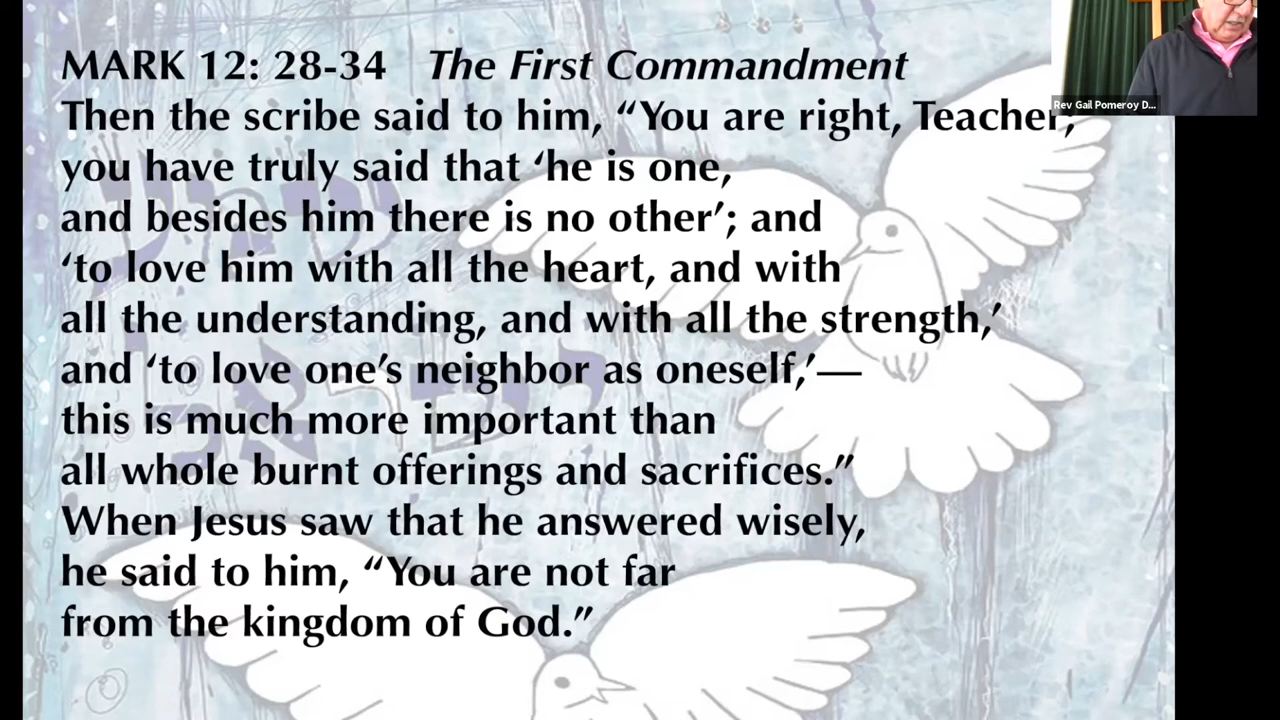 MARK 12: 28-34 The First Commandment
Then the scribe said to him, “You are right, Teacher;
you have truly said that ‘he is one,
and besides him there is no other’; and
‘to love him with all the heart, and with
all the understanding, and with all the strength,’
and ‘to love one’s neighbor as oneself,’—
this is much more important than
all whole burnt offerings and sacrifices.”
When Jesus saw that he answered wisely,
he said to him, “You are not far
from the kingdom of God.”
Rev Gail Pomeroy D...